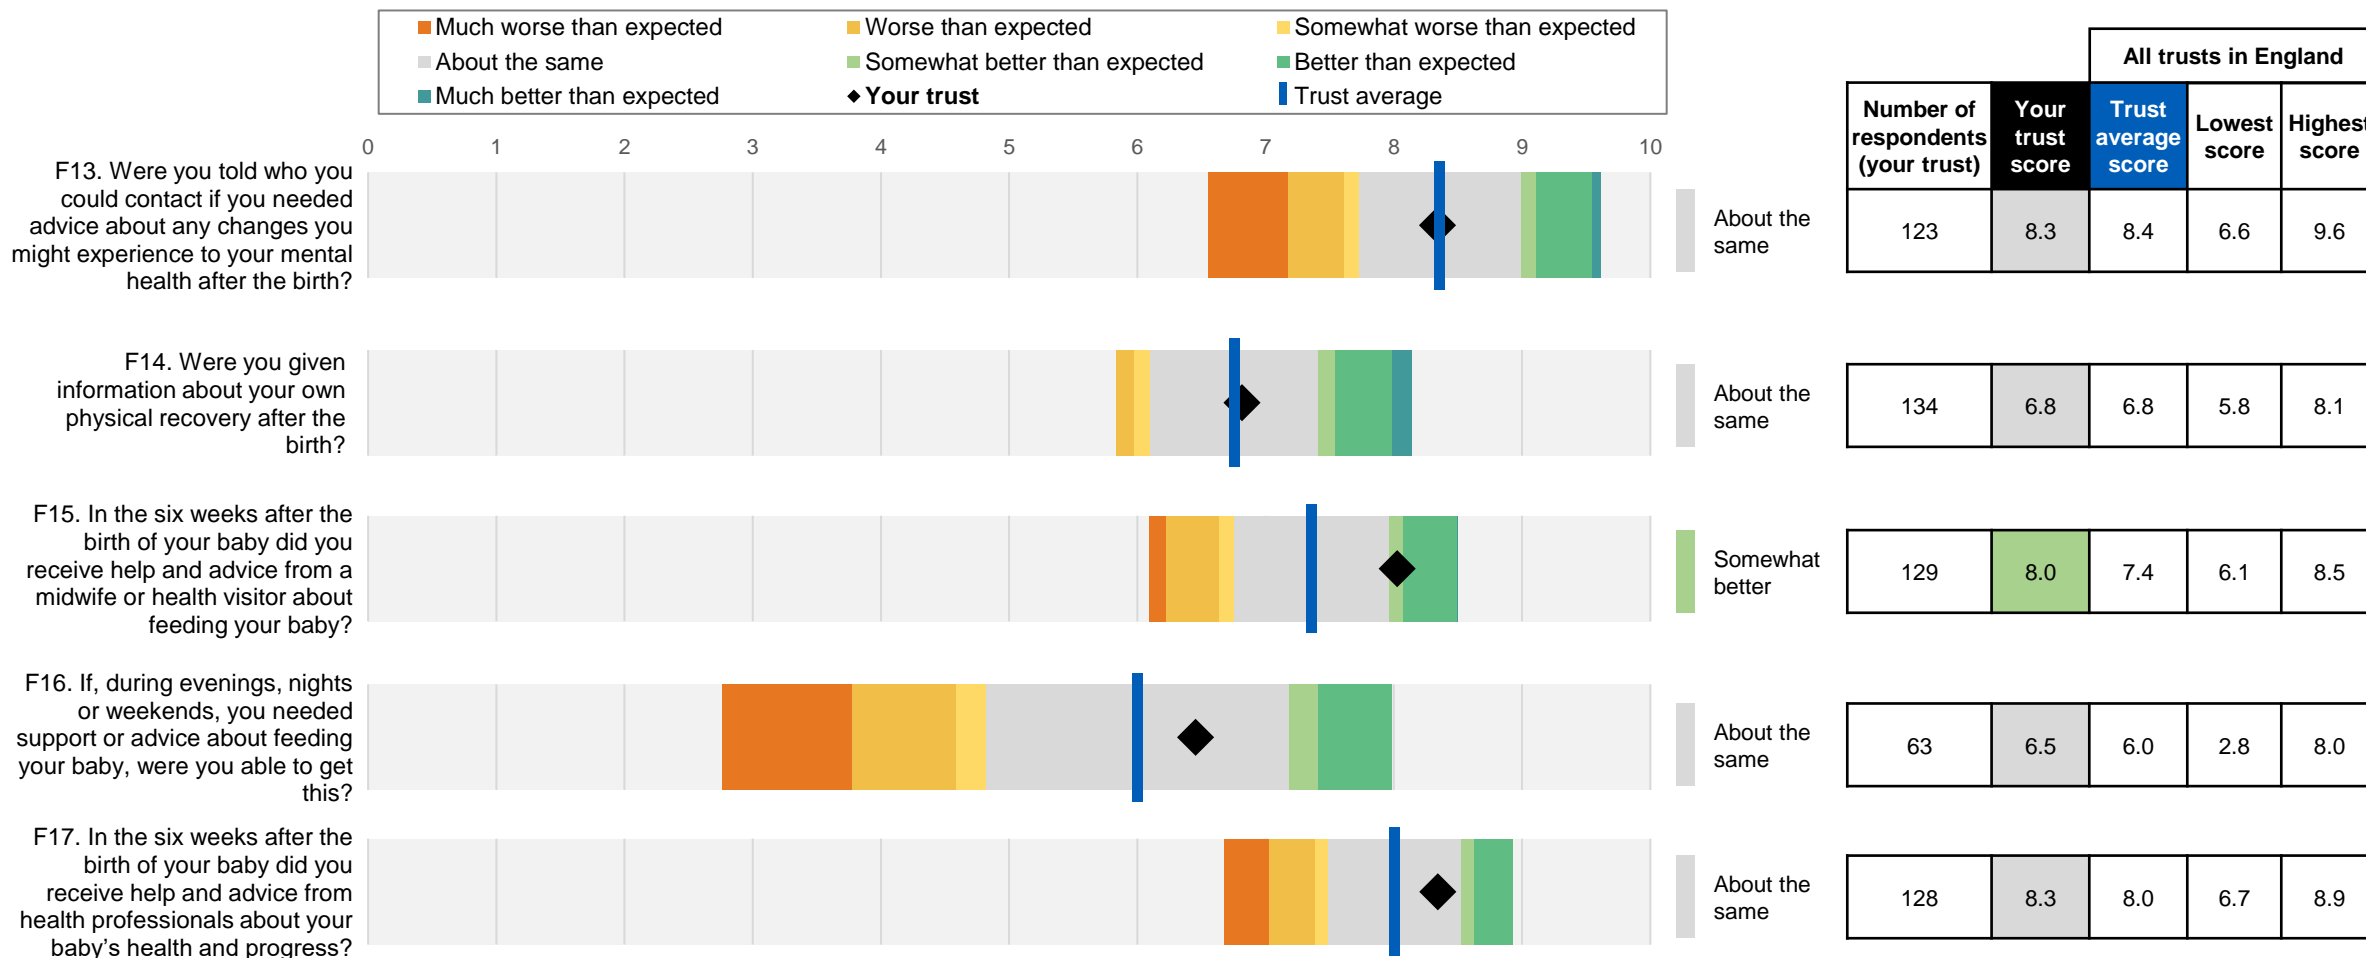 Much worse than expected
Worse than expected
Somewhat worse than expected
About the same
Somewhat better than expected
Better than expected
Much better than expected
Your trust
Trust average
All trusts in England
Number of
respondents
(your trust)
Your
trust
score
Trust
average
score
Lowest
score
Highest
score
0 1 2 3 4 5 6 7 8 9 10
F13. Were you told who you
could contact if you needed
advice about any changes you
might experience to your mental
health after the birth?
About the
same
123 8.3 8.4 6.6 9.6
F14. Were you given
information about your own
physical recovery after the
birth?
About the
same
134 6.8 6.8 5.8 8.1
F15. In the six weeks after the
birth of your baby did you
receive help and advice from a
midwife or health visitor about
feeding your baby?
Somewhat
better
129 8.0 7.4 6.1 8.5
F16. If, during evenings, nights
or weekends, you needed
support or advice about feeding
your baby, were you able to get
this?
About the
same
63 6.5 6.0 2.8 8.0
F17. In the six weeks after the
birth of your baby did you
receive help and advice from
health professionals about your
baby's health and progress?
About the
same
128 8.3 8.0 6.7 8.9